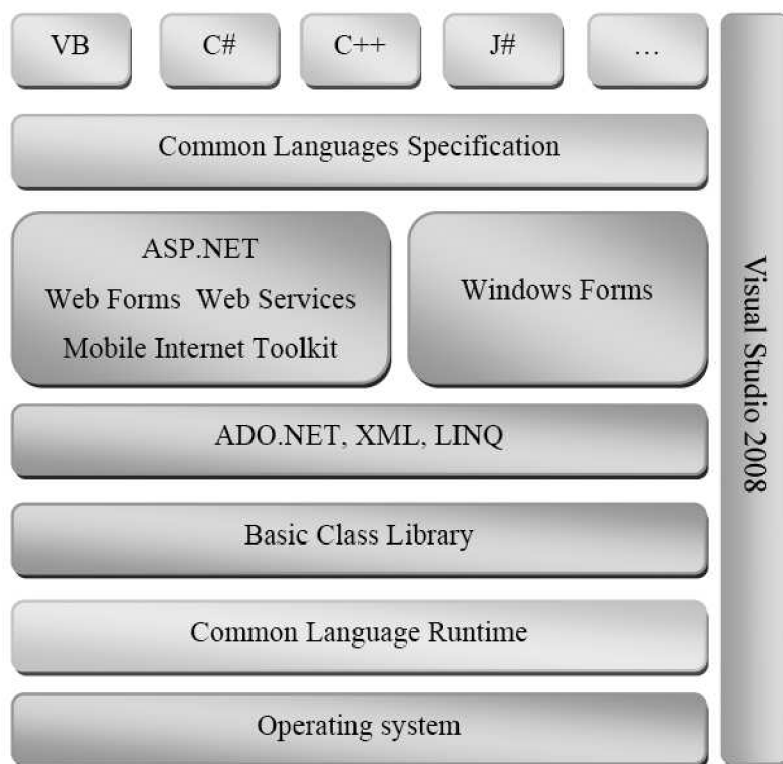 VB
C#
C++
J#
...
Common Languages Specification
ASP.NET
Web Forms Web Services
Mobile Internet Toolkit
Windows Forms
ADO.NET, XML, LINQ
Basic Class Library
Common Language Runtime
Operating system
Visual Studio 2008